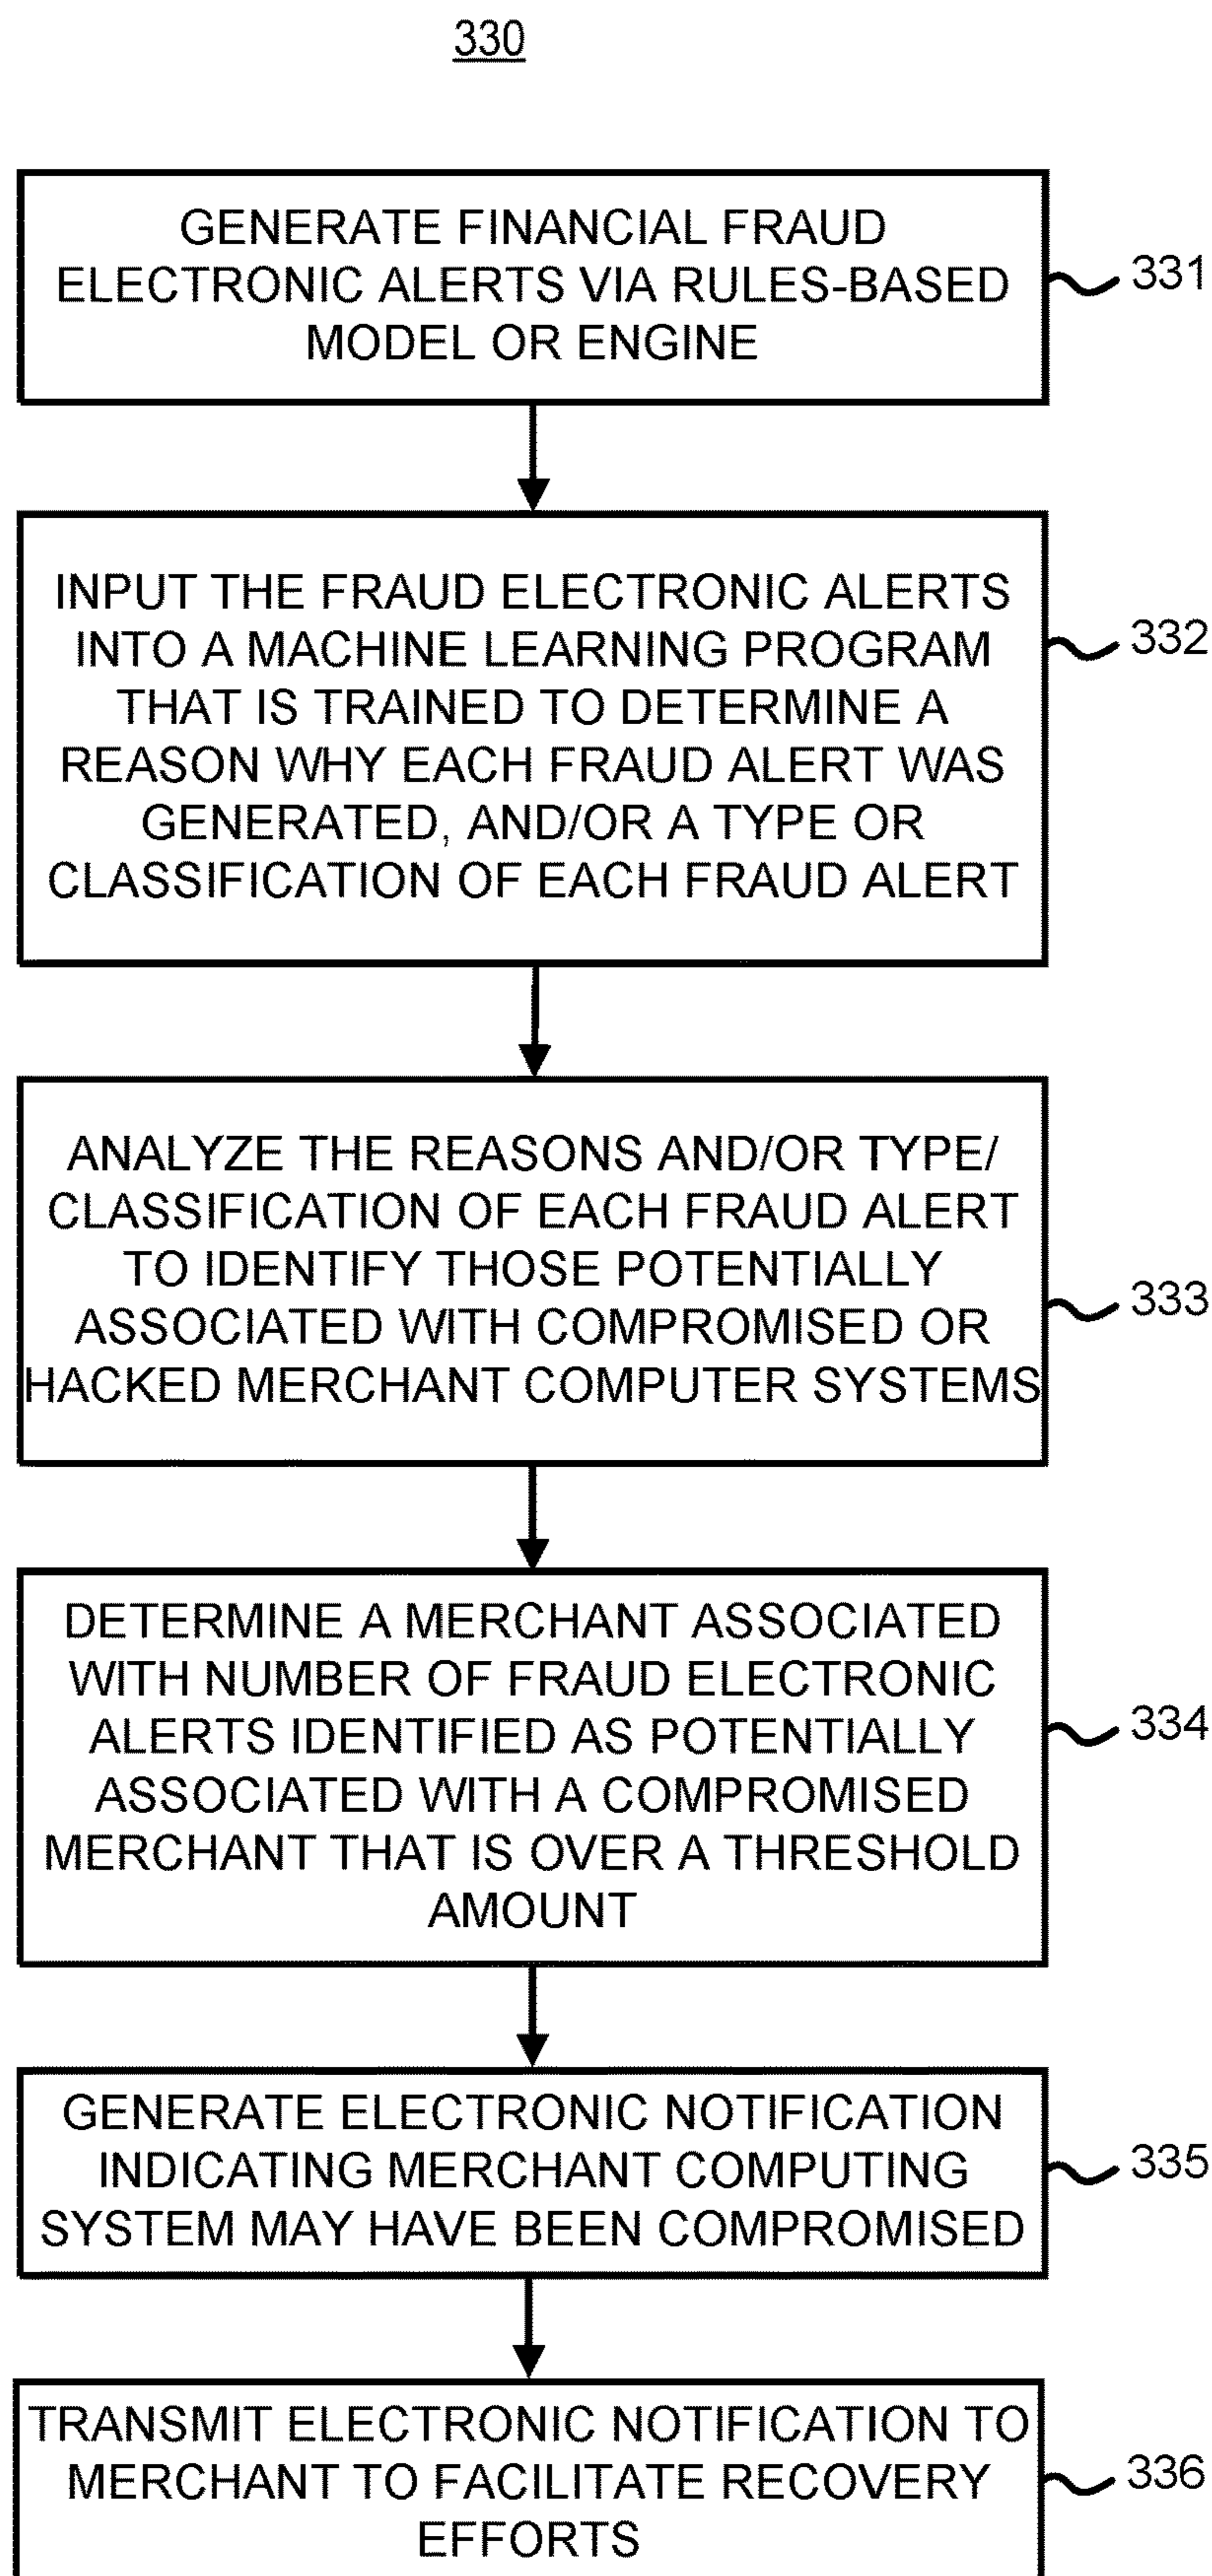 330
GENERATE FINANCIAL FRAUD
ELECTRONIC ALERTS VIA RULES-BASED
MODEL OR ENGINE
331
INPUT THE FRAUD ELECTRONIC ALERTS
INTO A MACHINE LEARNING PROGRAM
THAT IS TRAINED TO DETERMINE A
REASON WHY EACH FRAUD ALERT WAS
GENERATED, AND/OR A TYPE OR
CLASSIFICATION OF EACH FRAUD ALERT
332
ANALYZE THE REASONS AND/OR TYPE/
CLASSIFICATION OF EACH FRAUD ALERT
TO IDENTIFY THOSE POTENTIALLY
ASSOCIATED WITH COMPROMISED OR
HACKED MERCHANT COMPUTER SYSTEMS
333
DETERMINE A MERCHANT ASSOCIATED
WITH NUMBER OF FRAUD ELECTRONIC
ALERTS IDENTIFIED AS POTENTIALLY
ASSOCIATED WITH A COMPROMISED
MERCHANT THAT IS OVER A THRESHOLD
AMOUNT
334
GENERATE ELECTRONIC NOTIFICATION
INDICATING MERCHANT COMPUTING
SYSTEM MAY HAVE BEEN COMPROMISED
335
TRANSMIT ELECTRONIC NOTIFICATION TO
MERCHANT TO FACILITATE RECOVERY
EFFORTS
336